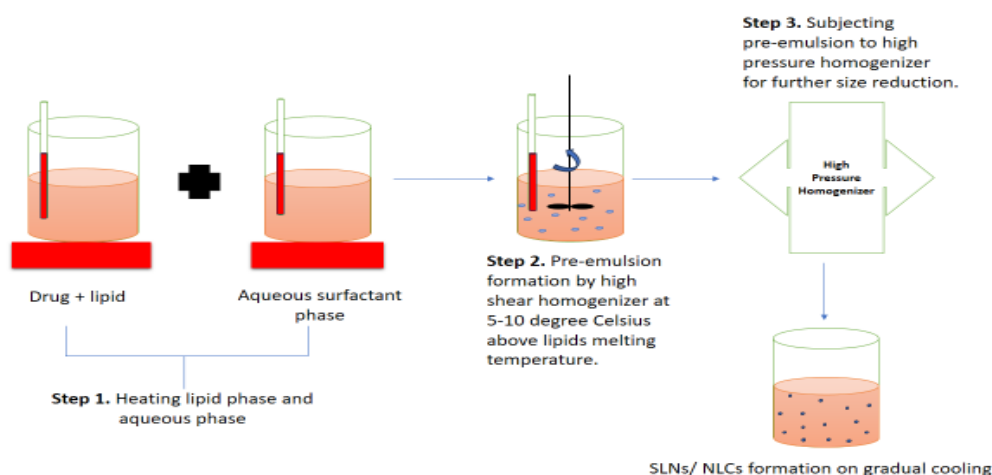 Step 3. Subjecting
pre-emulsion to high
pressure homogenizer
for further size reduction.
High
Pressure
Homogenizer
Drug + lipid
Aqueous surfactant
phase
Step 2. Pre-emulsion
formation by high
shear homogenizer at
5-10 degree Celsius
above lipids melting
temperature.
Step 1. Heating lipid phase and
aqueous phase
SLNs/ NLCs formation on gradual cooling